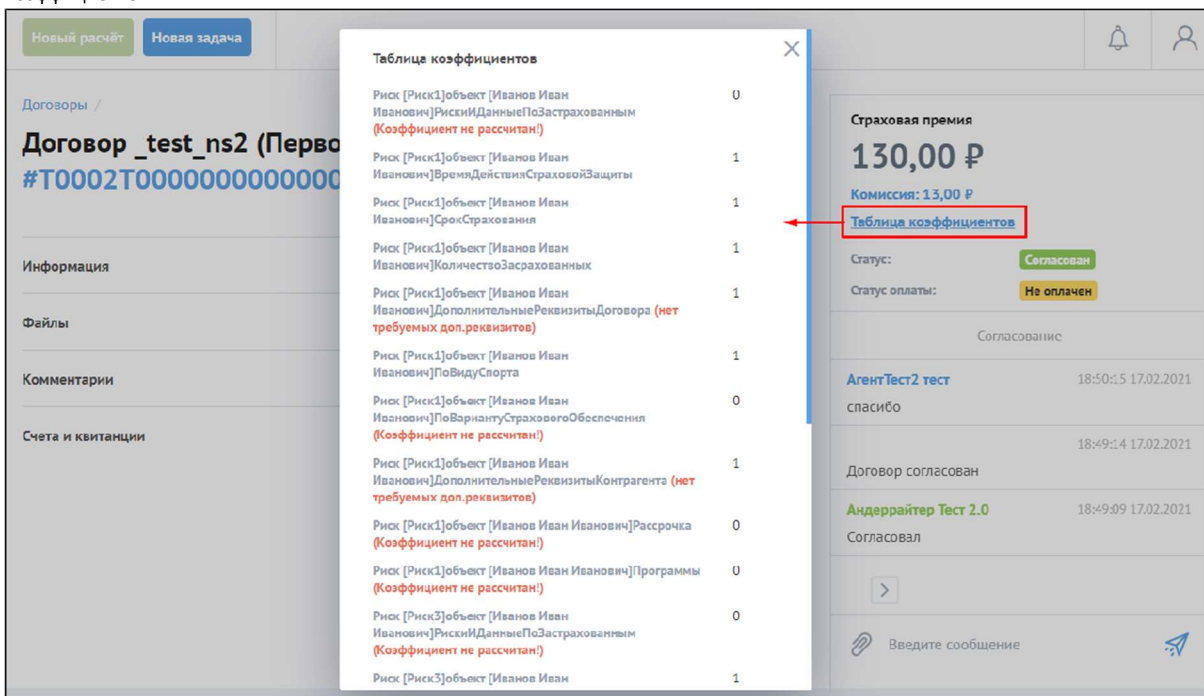 Новый расчёт
Новая задача
Договоры /
Договор _test_ns2 (Перво
#T0002T0000000000000
Информация
Файлы
Комментарии
Счета и квитанции
Таблица коэффициентов
Риск [Риск1]объект [Иванов Иван 0
Иванович]РискиИДанныеПоЗастрахованным
(Коэффициент не рассчитан!)
Риск [Риск1]объект [Иванов Иван 1
Иванович]ВремяДействияСтраховойЗащиты
Риск [Риск1]объект [Иванов Иван 1
Иванович]СрокСтрахования
Риск [Риск1]объект [Иванов Иван 1
Иванович]КоличествоЗасрахованных
Риск [Риск1]объект [Иванов Иван 1
Иванович]ДополнительныеРеквизитыДоговора (нет
требуемых доп.реквизитов)
Риск [Риск1]объект [Иванов Иван 1
Иванович]ПоВидуСпорта
Риск [Риск1]объект [Иванов Иван 0
Иванович]ПоВариантуСтраховогоОбеспечения
(Коэффициент не рассчитан!)
Риск [Риск1]объект [Иванов Иван 1
Иванович]ДополнительныеРеквизитыКонтрагента (нет
требуемых доп.реквизитов)
Риск [Риск1]объект [Иванов Иван Иванович]Рассрочка 0
(Коэффициент не рассчитан!)
Риск [Риск1]объект [Иванов Иван Иванович]Программы 0
(Коэффициент не рассчитан!)
Риск [Риск3]объект [Иванов Иван 0
Иванович]РискиИДанныеПоЗастрахованным
(Коэффициент не рассчитан!)
Риск [Риск3]объект [Иванов Иван 1
Страховая премия
130,00 ₽
Комиссия: 13,00 ₽
Таблица коэффициентов
Статус: Согласован
Статус оплаты: Не оплачен
Согласование
АгентТест2 тест 18:50:15 17.02.2021
спасибо
18:49:14 17.02.2021
Договор согласован
Андеррайтер Тест 2.0 18:49:09 17.02.2021
Согласовал
Введите сообщение